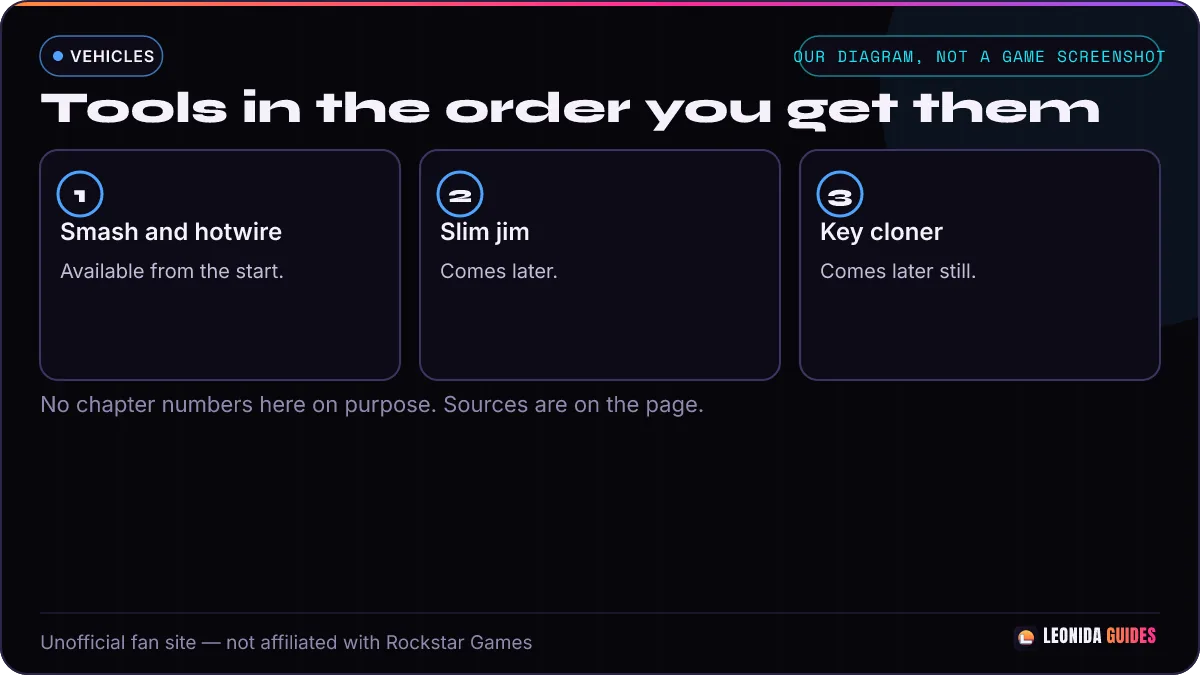 VEHICLES
OUR DIAGRAM, NOT A GAME SCREENSHOT
Tools in the order you get them
1
Smash and hotwire
Available from the start.
2
Slim jim
Comes later.
3
Key cloner
Comes later still.
No chapter numbers here on purpose. Sources are on the page.
Unofficial fan site — not affiliated with Rockstar Games
LEONIDA GUIDES